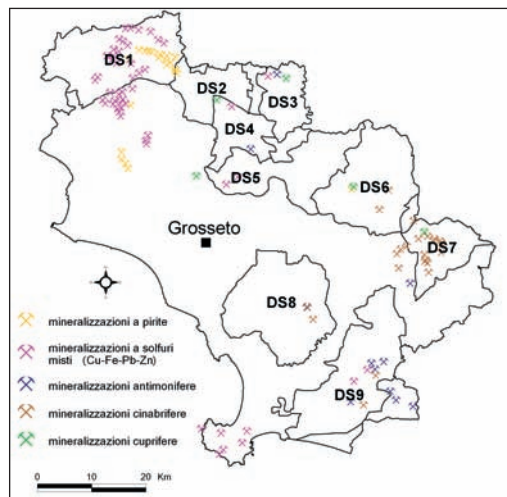 DS1
DS2
DS3
DS4
DS5
DS6
DS7
Grosseto
DS8
DS9
mineralizzazioni a pirite
mineralizzazioni a solfuri
misti (Cu-Fe-Pb-Zn)
mineralizzazioni antimonifere
mineralizzazioni cinabrifere
mineralizzazioni cuprifere
0 10 20 Km